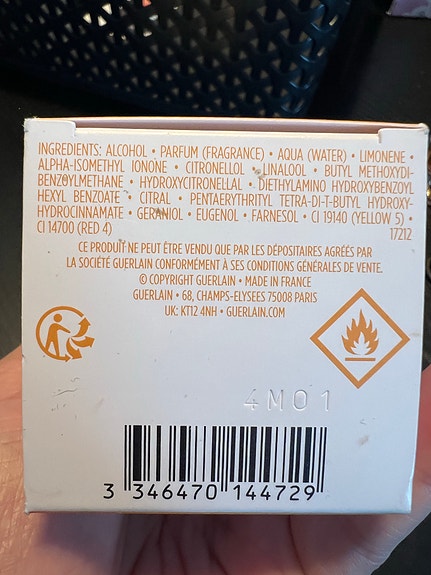 INGREDIENTS: ALCOHOL • PARFUM (FRAGRANCE) • AQUA (WATER) • LIMONENE •
ALPHA-ISOMETHYL IONONE • CITRONELLOL • LINALOOL • BUTYL METHOXYDI-
BENZOYLMETHANE • HYDROXYCITRONELLAL • DIETHYLAMINO HYDROXYBENZOYL
HEXYL BENZOATE • CITRAL • PENTAERYTHRITYL TETRA-DI-T-BUTYL HYDROXY-
HYDROCINNAMATE • GERANIOL • EUGENOL • FARNESOL • CI 19140 (YELLOW 5) •
CI 14700 (RED 4) 17212
CE PRODUIT NE PEUT ÊTRE VENDU QUE PAR LES DÉPOSITAIRES AGRÉÉS PAR
LA SOCIÉTÉ GUERLAIN CONFORMÉMENT À SES CONDITIONS GÉNÉRALES DE VENTE.
© COPYRIGHT GUERLAIN • MADE IN FRANCE
GUERLAIN • 68, CHAMPS-ELYSEES 75008 PARIS
UK: KT12 4NH • GUERLAIN.COM
4M01
3 346470 144729